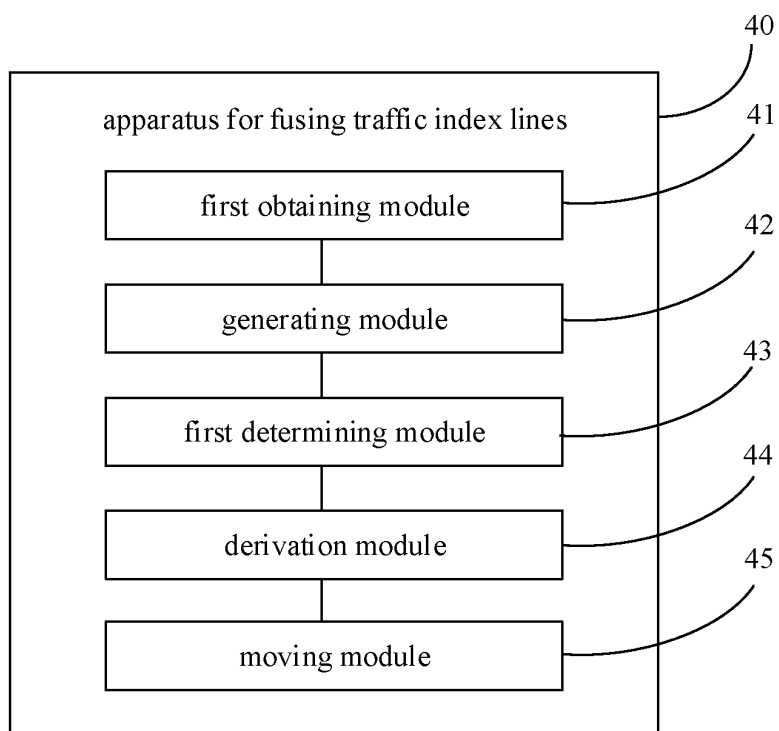 40
apparatus for fusing traffic index lines
41
first obtaining module
42
generating module
43
first determining module
44
derivation module
45
moving module